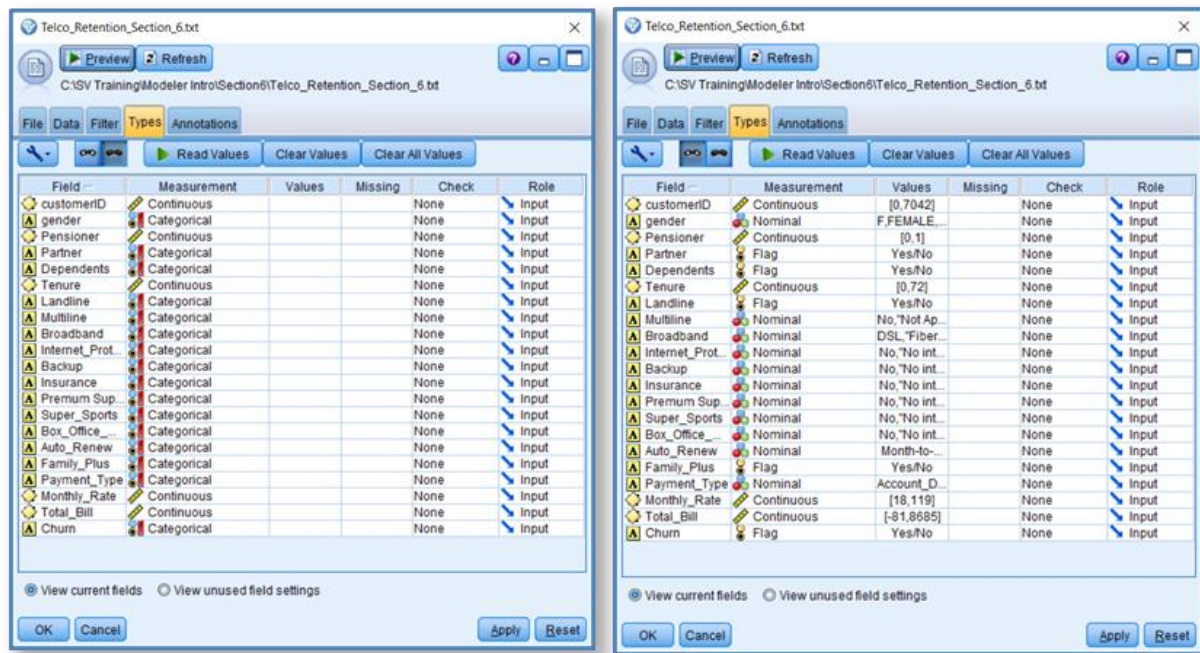 Telco_Retention_Section_6.txt
Preview Refresh
C:\SV Training\Modeler Intro\Section6\Telco_Retention_Section_6.txt
File Data Filter Types Annotations
Read Values Clear Values Clear All Values
Field Measurement Values Missing Check Role
customerID Continuous None Input
gender Categorical None Input
Pensioner Continuous None Input
Partner Categorical None Input
Dependents Categorical None Input
Tenure Continuous None Input
Landline Categorical None Input
Multiline Categorical None Input
Broadband Categorical None Input
Internet_Prot... Categorical None Input
Backup Categorical None Input
Insurance Categorical None Input
Premum Sup... Categorical None Input
Super_Sports Categorical None Input
Box_Office_... Categorical None Input
Auto_Renew Categorical None Input
Family_Plus Categorical None Input
Payment_Type Categorical None Input
Monthly_Rate Continuous None Input
Total_Bill Continuous None Input
Churn Categorical None Input
View current fields View unused field settings
OK Cancel Apply Reset
Telco_Retention_Section_6.txt
Preview Refresh
C:\SV Training\Modeler Intro\Section6\Telco_Retention_Section_6.txt
File Data Filter Types Annotations
Read Values Clear Values Clear All Values
Field Measurement Values Missing Check Role
customerID Continuous [0,7042] None Input
gender Nominal F,FEMALE,... None Input
Pensioner Continuous [0,1] None Input
Partner Flag Yes/No None Input
Dependents Flag Yes/No None Input
Tenure Continuous [0,72] None Input
Landline Flag Yes/No None Input
Multiline Nominal No,"Not Ap... None Input
Broadband Nominal DSL,"Fiber... None Input
Internet_Prot... Nominal No,"No int... None Input
Backup Nominal No,"No int... None Input
Insurance Nominal No,"No int... None Input
Premum Sup... Nominal No,"No int... None Input
Super_Sports Nominal No,"No int... None Input
Box_Office_... Nominal No,"No int... None Input
Auto_Renew Nominal Month-to-... None Input
Family_Plus Flag Yes/No None Input
Payment_Type Nominal Account_D... None Input
Monthly_Rate Continuous [18,119] None Input
Total_Bill Continuous [-81,8685] None Input
Churn Flag Yes/No None Input
View current fields View unused field settings
OK Cancel Apply Reset